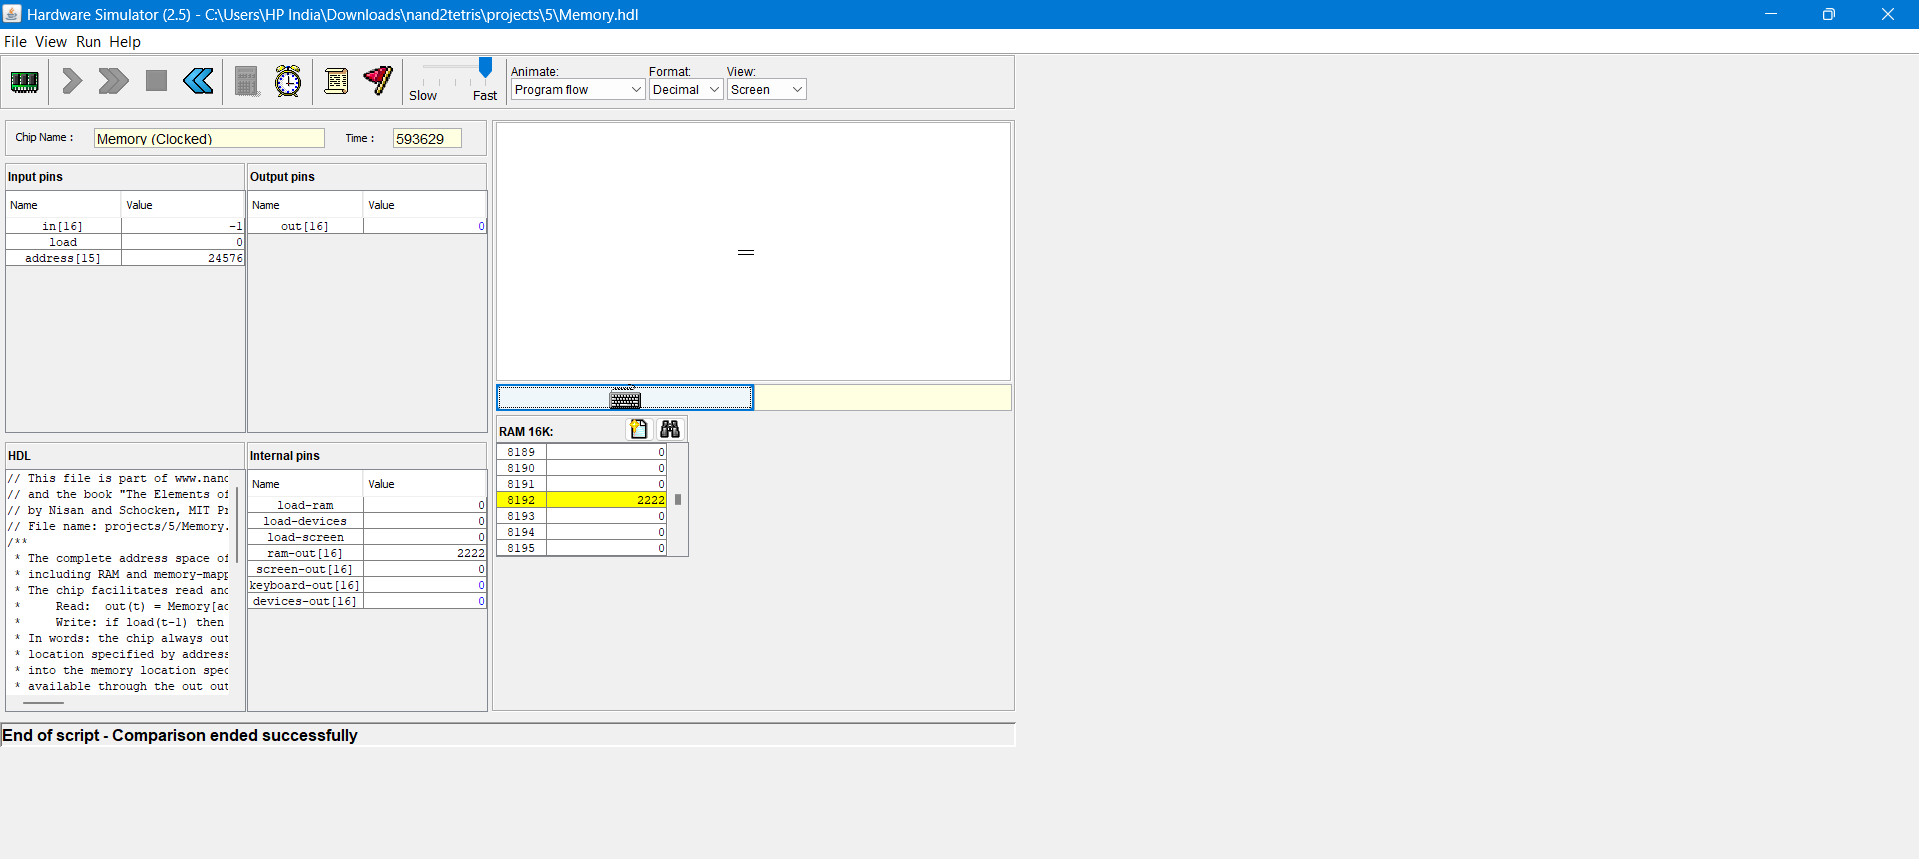 Hardware Simulator (2.5) - C:\Users\HP India\Downloads\nand2tetris\projects\5\Memory.hdl
File View Run Help
Slow Fast
Animate: Format: View:
Program flow Decimal Screen
Chip Name : Memory (Clocked) Time : 593629
Input pins
Name Value
in[16] -1
load 0
address[15] 24576
Output pins
Name Value
out[16] 0
HDL
// This file is part of www.nand
// and the book "The Elements of
// by Nisan and Schocken, MIT Pr
// File name: projects/5/Memory.
/**
* The complete address space of
* including RAM and memory-mapp
* The chip facilitates read and
* Read: out(t) = Memory[ad
* Write: if load(t-1) then
* In words: the chip always out
* location specified by address
* into the memory location spec
* available through the out out
Internal pins
Name Value
load-ram 0
load-devices 0
load-screen 0
ram-out[16] 2222
screen-out[16] 0
keyboard-out[16] 0
devices-out[16] 0
RAM 16K:
8189 0
8190 0
8191 0
8192 2222
8193 0
8194 0
8195 0
End of script - Comparison ended successfully